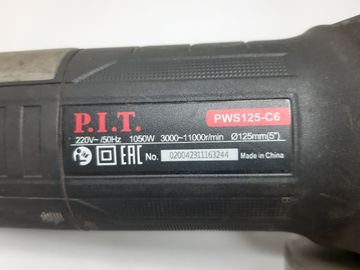 P.I.T. PWS125-C6
220V~ /50Hz 1050W 3000~11000r/min Ø125mm(5")
EAC No. 020042311163244 Made in China